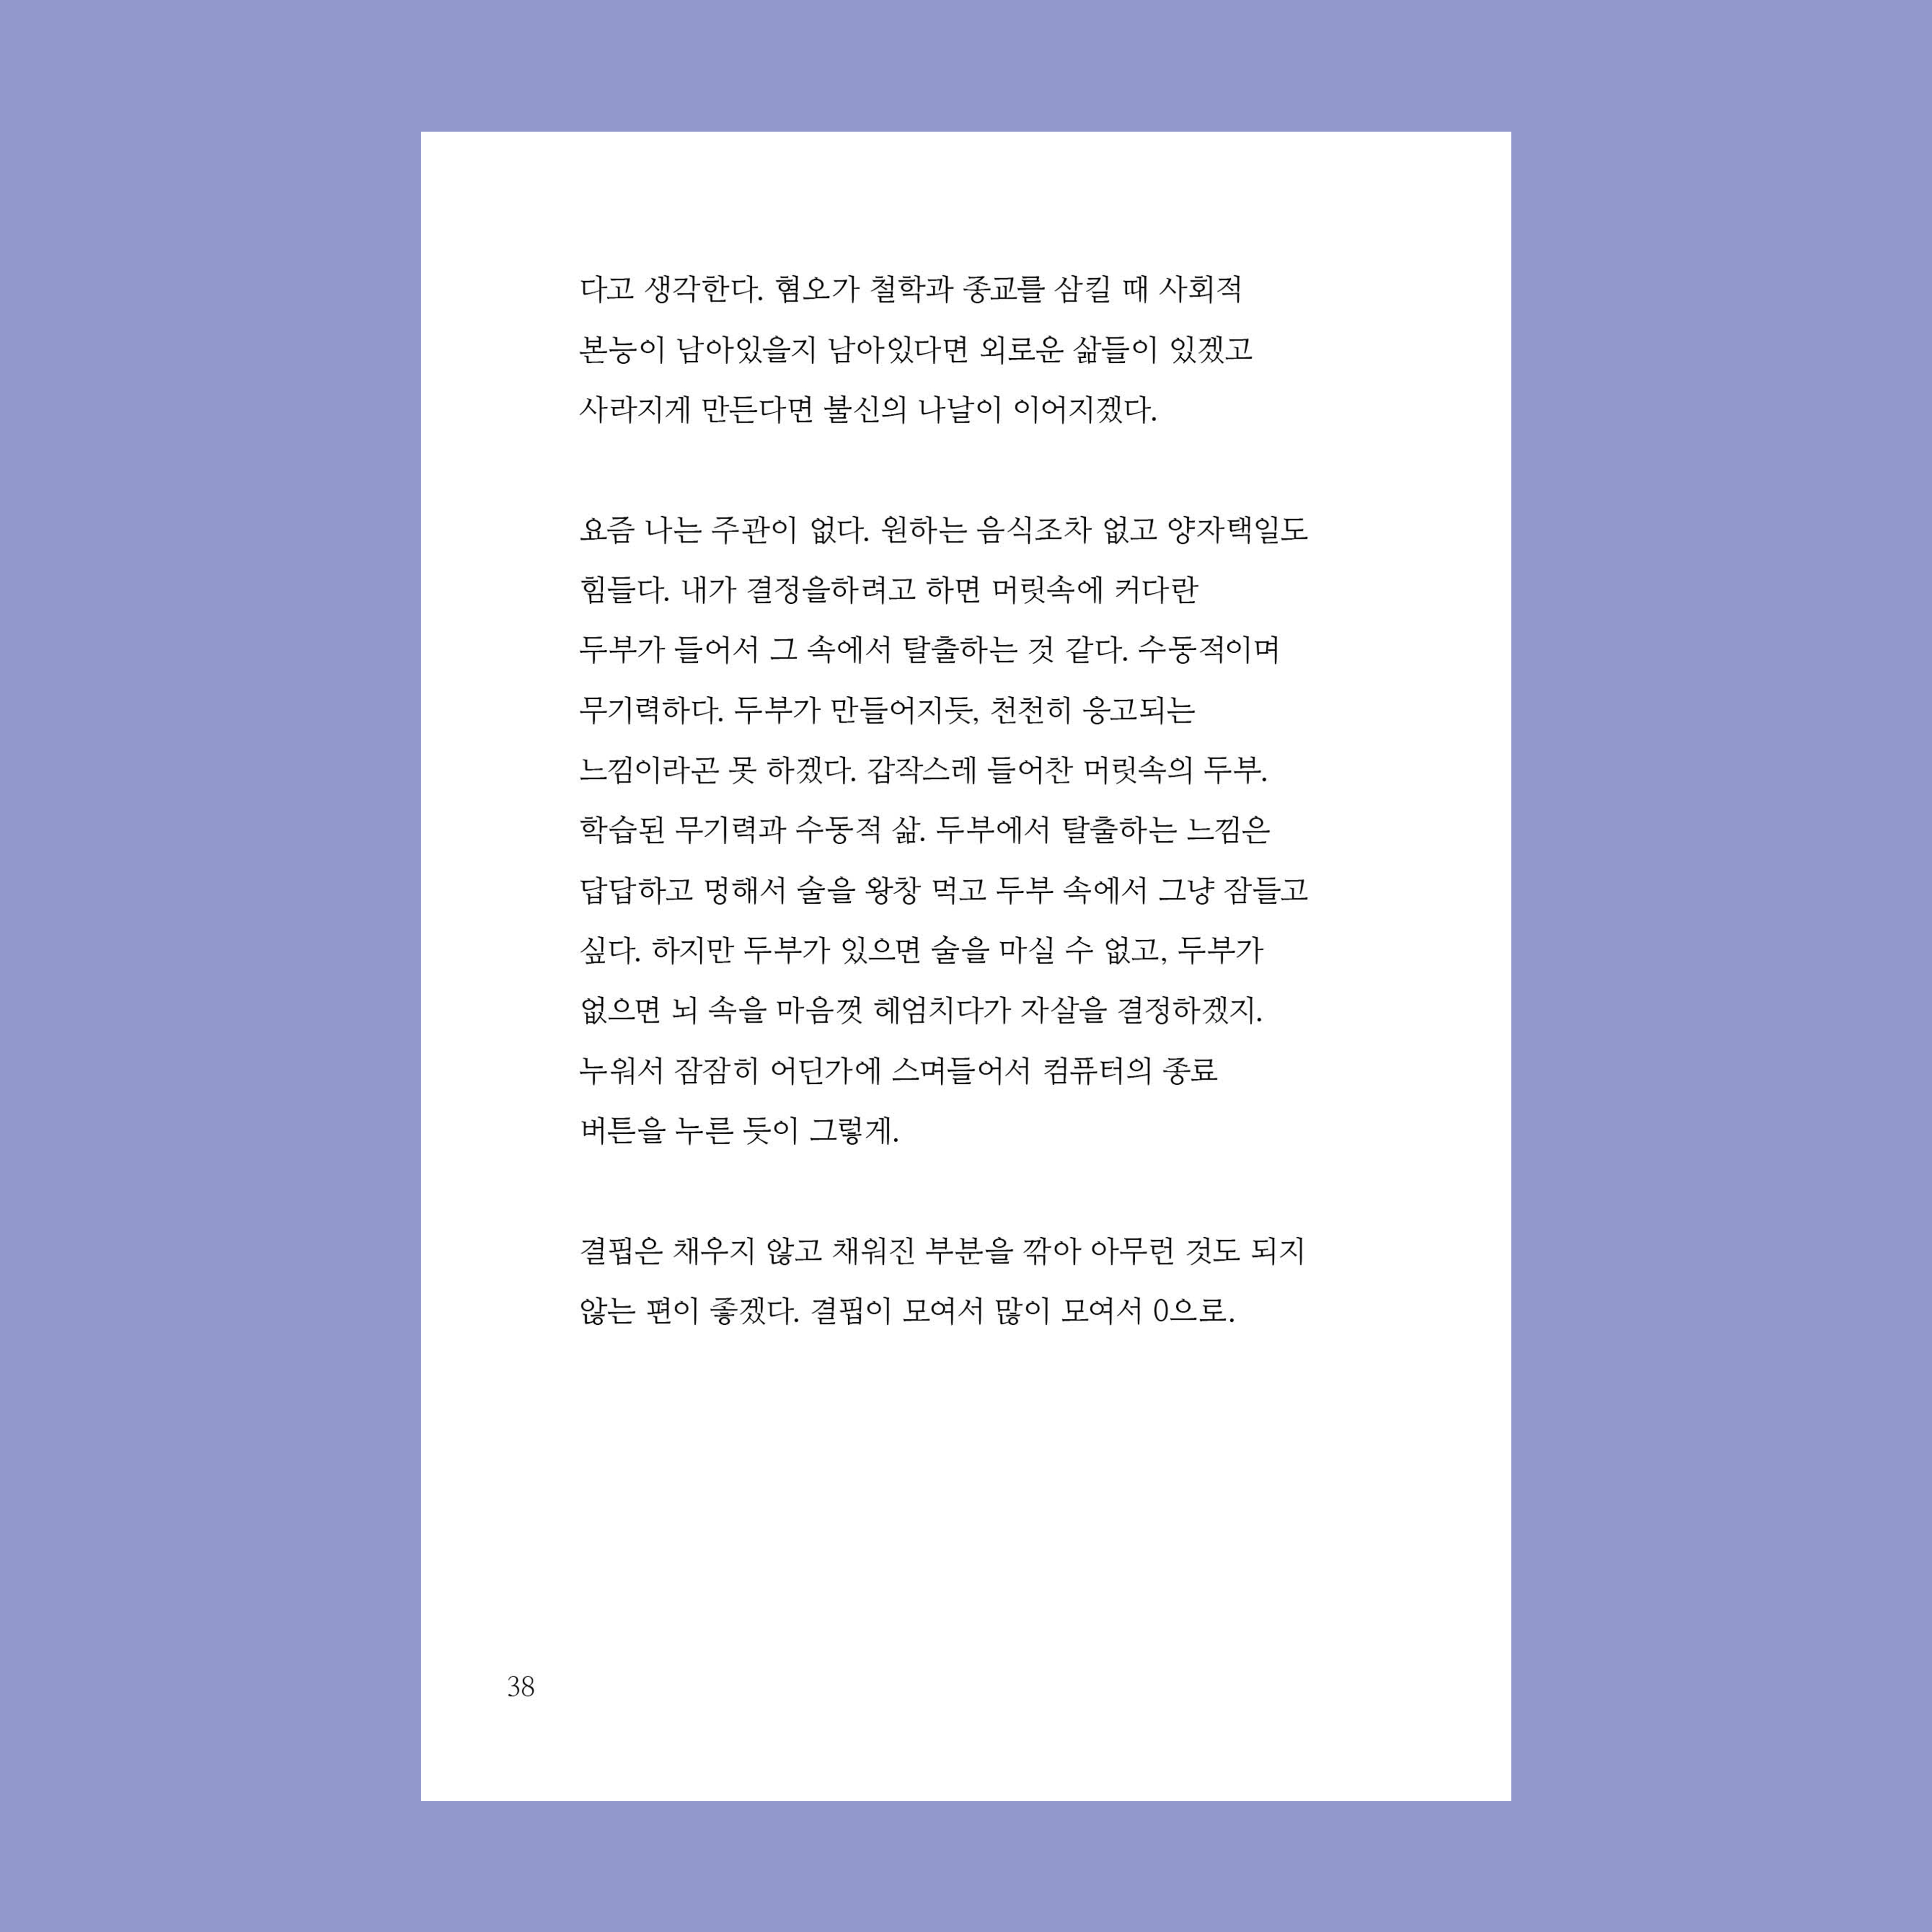 다고 생각한다. 혐오가 철학과 종교를 삼킬 때 사회적
본능이 남아있을지 남아있다면 외로운 삶들이 있겠고
사라지게 만든다면 불신의 나날이 이어지겠다.
요즘 나는 주관이 없다. 원하는 음식조차 없고 양자택일도
힘들다. 내가 결정을하려고 하면 머릿속에 커다란
두부가 들어서 그 속에서 탈출하는 것 같다. 수동적이며
무기력하다. 두부가 만들어지듯, 천천히 응고되는
느낌이라곤 못 하겠다. 갑작스레 들어찬 머릿속의 두부.
학습된 무기력과 수동적 삶. 두부에서 탈출하는 느낌은
답답하고 멍해서 술을 왕창 먹고 두부 속에서 그냥 잠들고
싶다. 하지만 두부가 있으면 술을 마실 수 없고, 두부가
없으면 뇌 속을 마음껏 헤엄치다가 자살을 결정하겠지.
누워서 잠잠히 어딘가에 스며들어서 컴퓨터의 종료
버튼을 누른 듯이 그렇게.
결핍은 채우지 않고 채워진 부분을 깎아 아무런 것도 되지
않는 편이 좋겠다. 결핍이 모여서 많이 모여서 0으로.
38